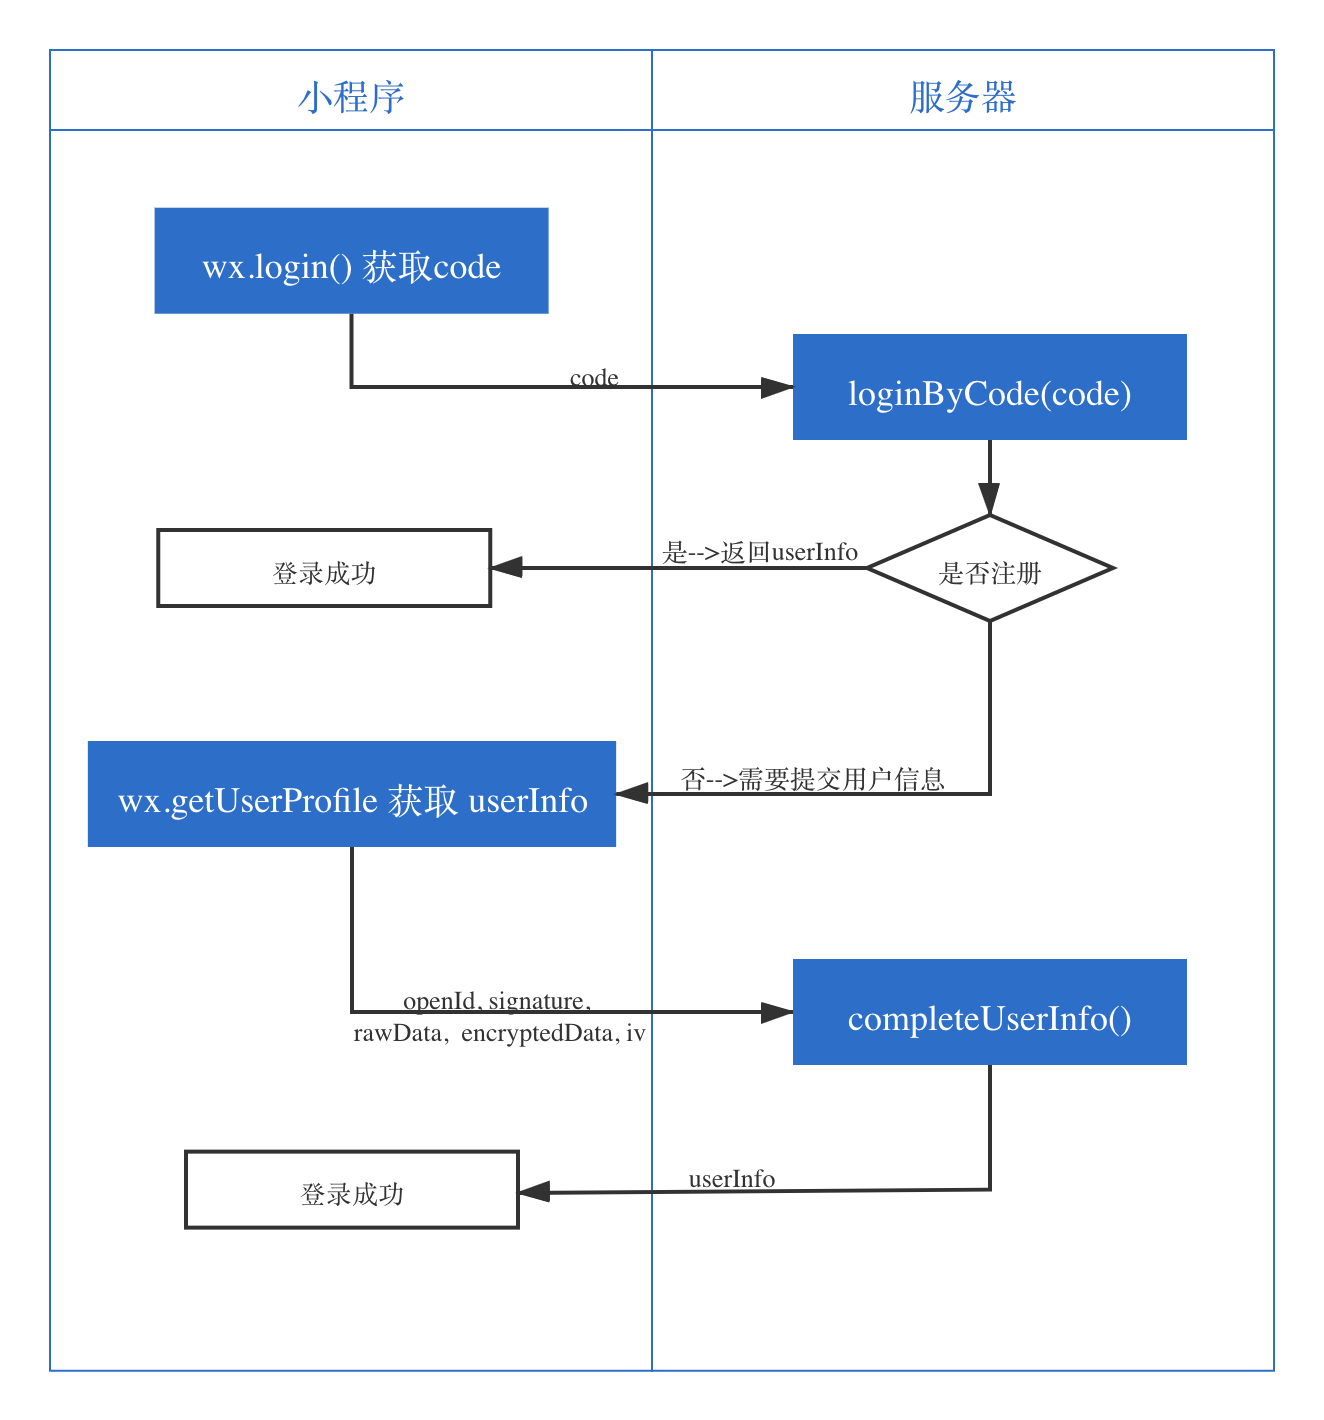 小程序
服务器
wx.login() 获取code
code
loginByCode(code)
是-->返回userInfo
登录成功
是否注册
否-->需要提交用户信息
wx.getUserProfile 获取 userInfo
openId, signature,
rawData, encryptedData, iv
completeUserInfo()
userInfo
登录成功